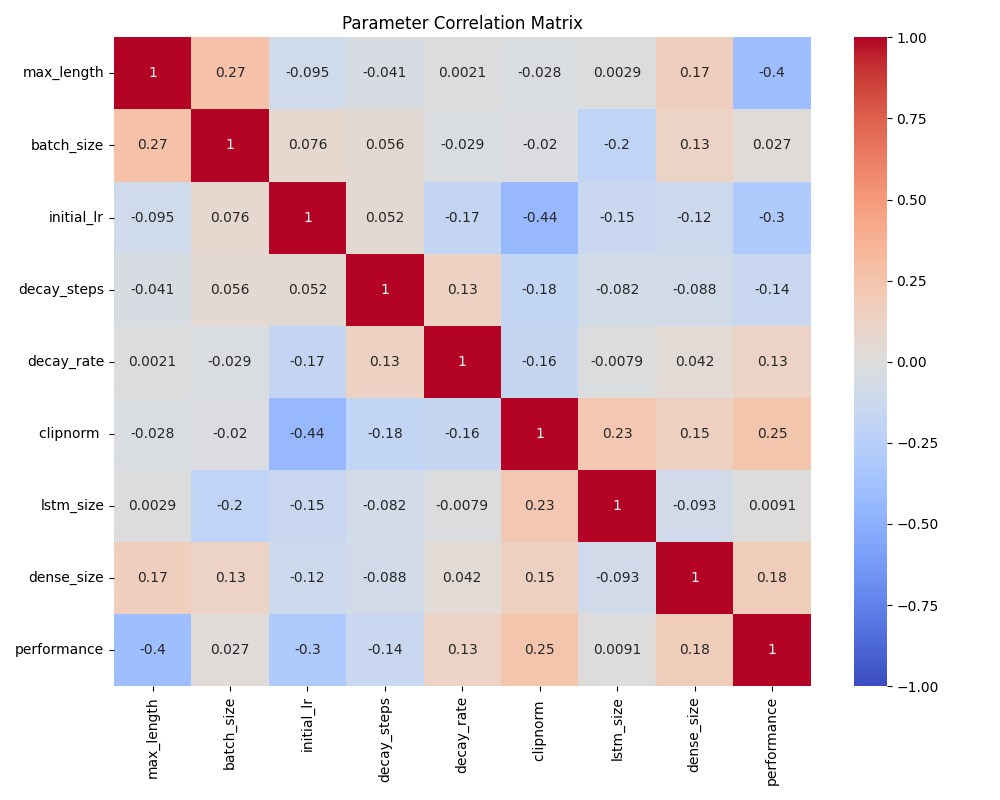 Parameter Correlation Matrix
max_length 1 0.27 -0.095 -0.041 0.0021 -0.028 0.0029 0.17 -0.4
batch_size 0.27 1 0.076 0.056 -0.029 -0.02 -0.2 0.13 0.027
initial_lr -0.095 0.076 1 0.052 -0.17 -0.44 -0.15 -0.12 -0.3
decay_steps -0.041 0.056 0.052 1 0.13 -0.18 -0.082 -0.088 -0.14
decay_rate 0.0021 -0.029 -0.17 0.13 1 -0.16 -0.0079 0.042 0.13
clipnorm -0.028 -0.02 -0.44 -0.18 -0.16 1 0.23 0.15 0.25
lstm_size 0.0029 -0.2 -0.15 -0.082 -0.0079 0.23 1 -0.093 0.0091
dense_size 0.17 0.13 -0.12 -0.088 0.042 0.15 -0.093 1 0.18
performance -0.4 0.027 -0.3 -0.14 0.13 0.25 0.0091 0.18 1
max_length
batch_size
initial_lr
decay_steps
decay_rate
clipnorm
lstm_size
dense_size
performance
1.00
0.75
0.50
0.25
0.00
−0.25
−0.50
−0.75
−1.00